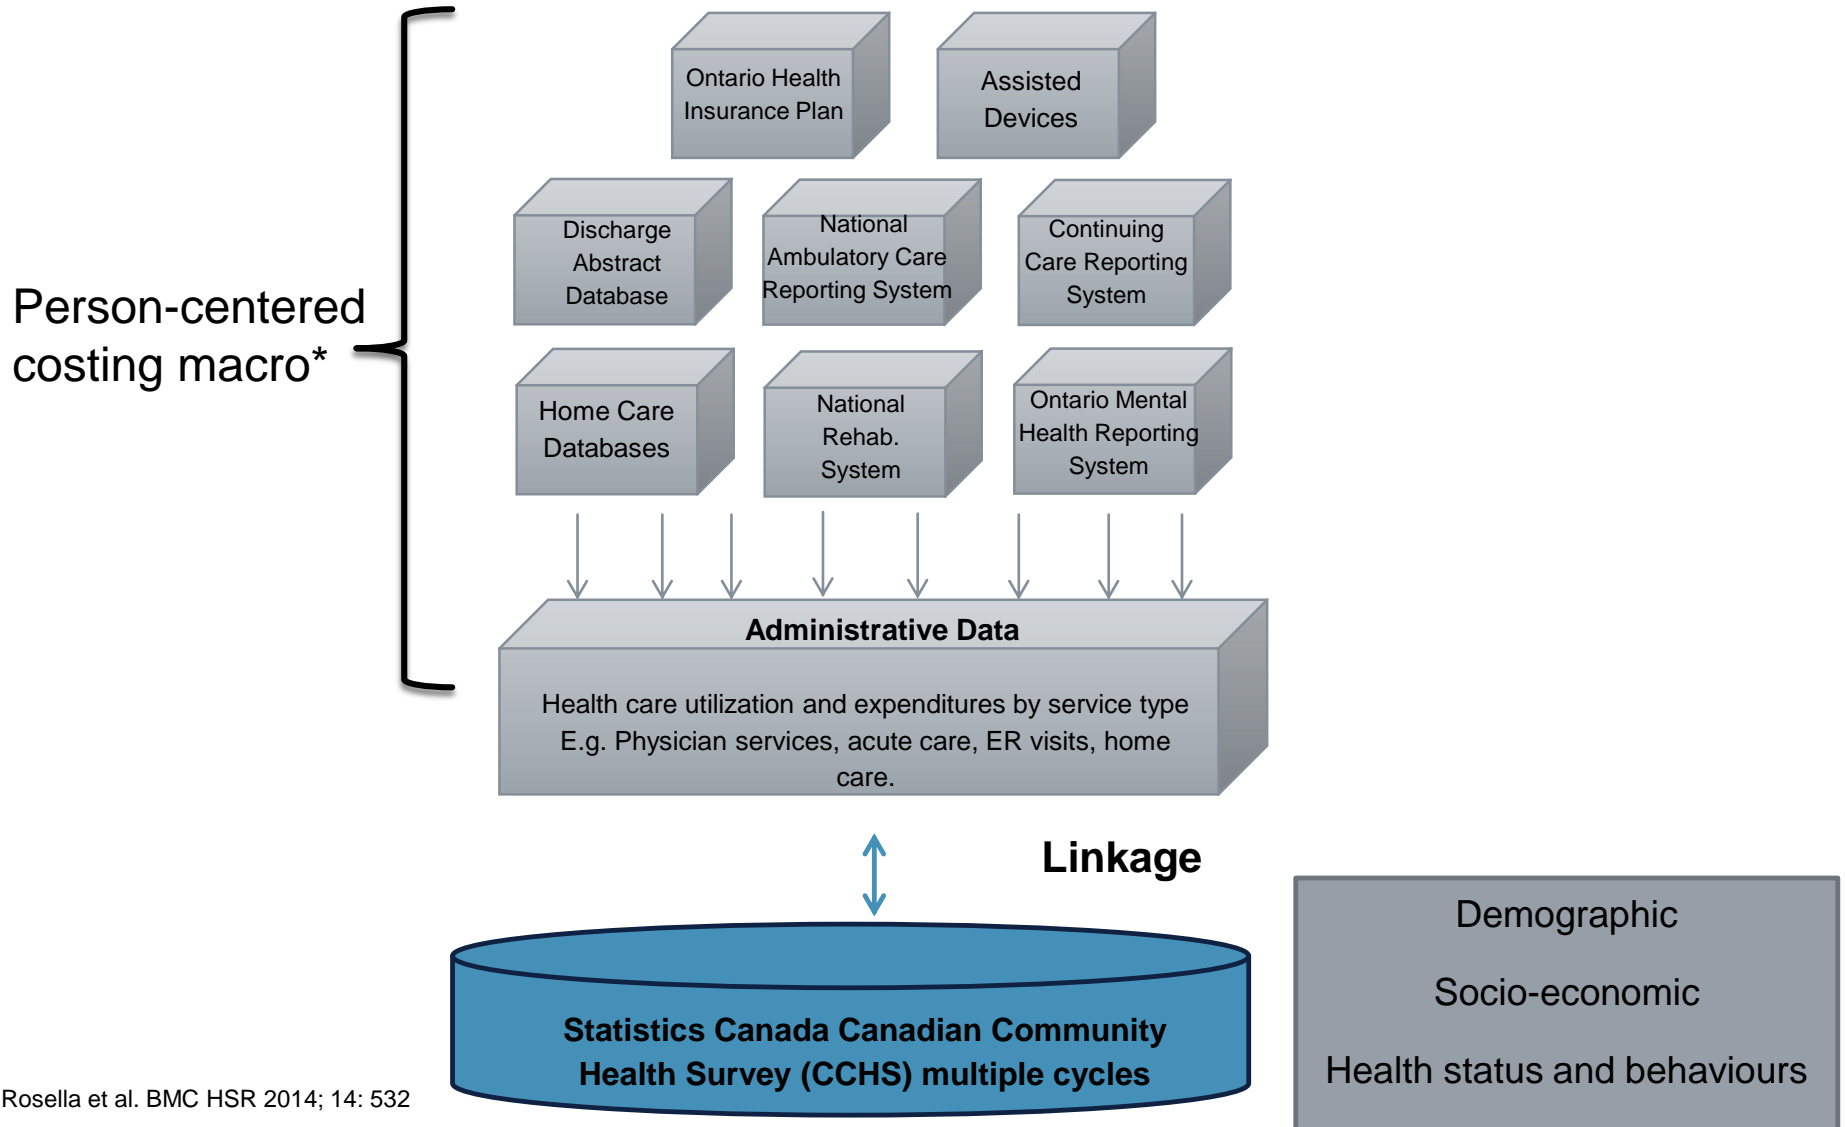 Ontario Health
Insurance Plan
Assisted
Devices
Discharge
Abstract
Database
National
Ambulatory Care
Reporting System
Continuing
Care Reporting
System
Person-centered
costing macro*
Home Care
Databases
National
Rehab.
System
Ontario Mental
Health Reporting
System
Administrative Data
Health care utilization and expenditures by service type
E.g. Physician services, acute care, ER visits, home
care.
Linkage
Statistics Canada Canadian Community
Health Survey (CCHS) multiple cycles
Demographic
Socio-economic
Health status and behaviours
Rosella et al. BMC HSR 2014; 14: 532